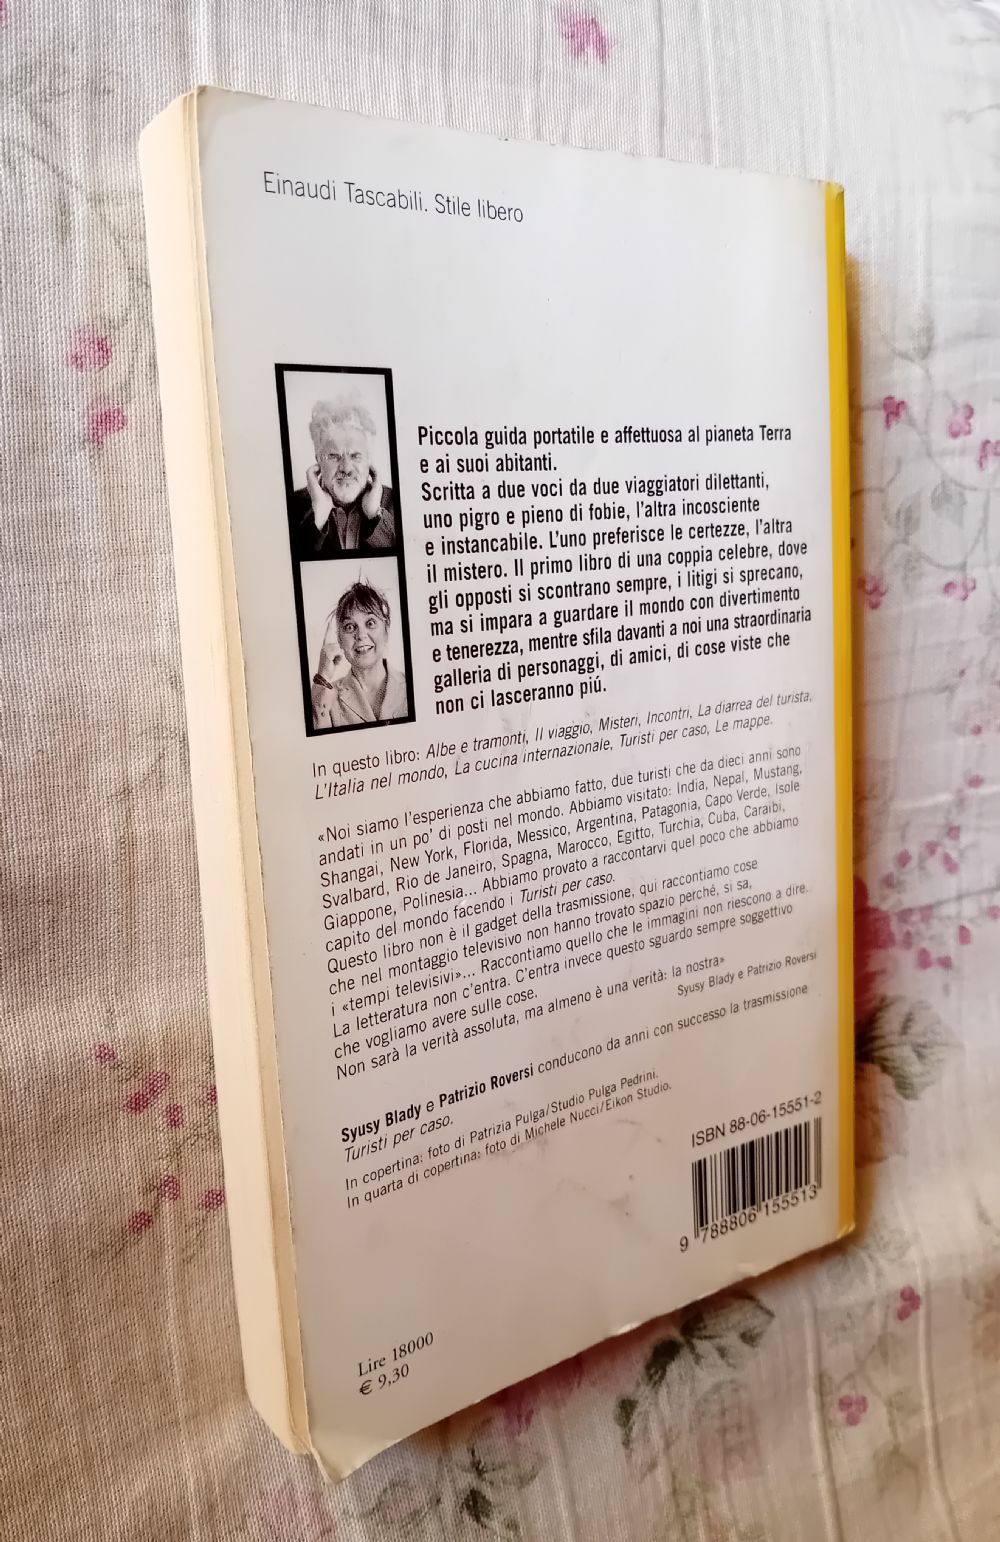 Einaudi Tascabili. Stile libero
Piccola guida portatile e affettuosa al pianeta Terra
e ai suoi abitanti.
Scritta a due voci da due viaggiatori dilettanti,
uno pigro e pieno di fobie, l'altra incosciente
e instancabile. L'uno preferisce le certezze, l'altra
il mistero. Il primo libro di una coppia celebre, dove
gli opposti si scontrano sempre, i litigi si sprecano,
ma si impara a guardare il mondo con divertimento
e tenerezza, mentre sfila davanti a noi una straordinaria
galleria di personaggi, di amici, di cose viste che
non ci lasceranno piú.
In questo libro: Albe e tramonti, Il viaggio, Misteri, Incontri, La diarrea del turista,
L'Italia nel mondo, La cucina internazionale, Turisti per caso, Le mappe.
«Noi siamo l'esperienza che abbiamo fatto, due turisti che da dieci anni sono
andati in un po' di posti nel mondo. Abbiamo visitato: India, Nepal, Mustang,
Shangai, New York, Florida, Messico, Argentina, Patagonia, Capo Verde, Isole
Svalbard, Rio de Janeiro, Spagna, Marocco, Egitto, Turchia, Cuba, Caraibi,
Giappone, Polinesia... Abbiamo provato a raccontarvi quel poco che abbiamo
capito del mondo facendo i Turisti per caso.
Questo libro non è il gadget della trasmissione, qui raccontiamo cose
che nel montaggio televisivo non hanno trovato spazio perché, si sa,
i «tempi televisivi»... Raccontiamo quello che le immagini non riescono a dire.
La letteratura non c'entra. C'entra invece questo sguardo sempre soggettivo
che vogliamo avere sulle cose.
Non sarà la verità assoluta, ma almeno è una verità: la nostra»
Syusy Blady e Patrizio Roversi
Syusy Blady e Patrizio Roversi conducono da anni con successo la trasmissione
Turisti per caso.
In copertina: foto di Patrizia Pulga/Studio Pulga Pedrini.
In quarta di copertina: foto di Michele Nucci/Eikon Studio.
ISBN 88-06-15551-2
9 788806 155513
Lire 18000
€ 9,30